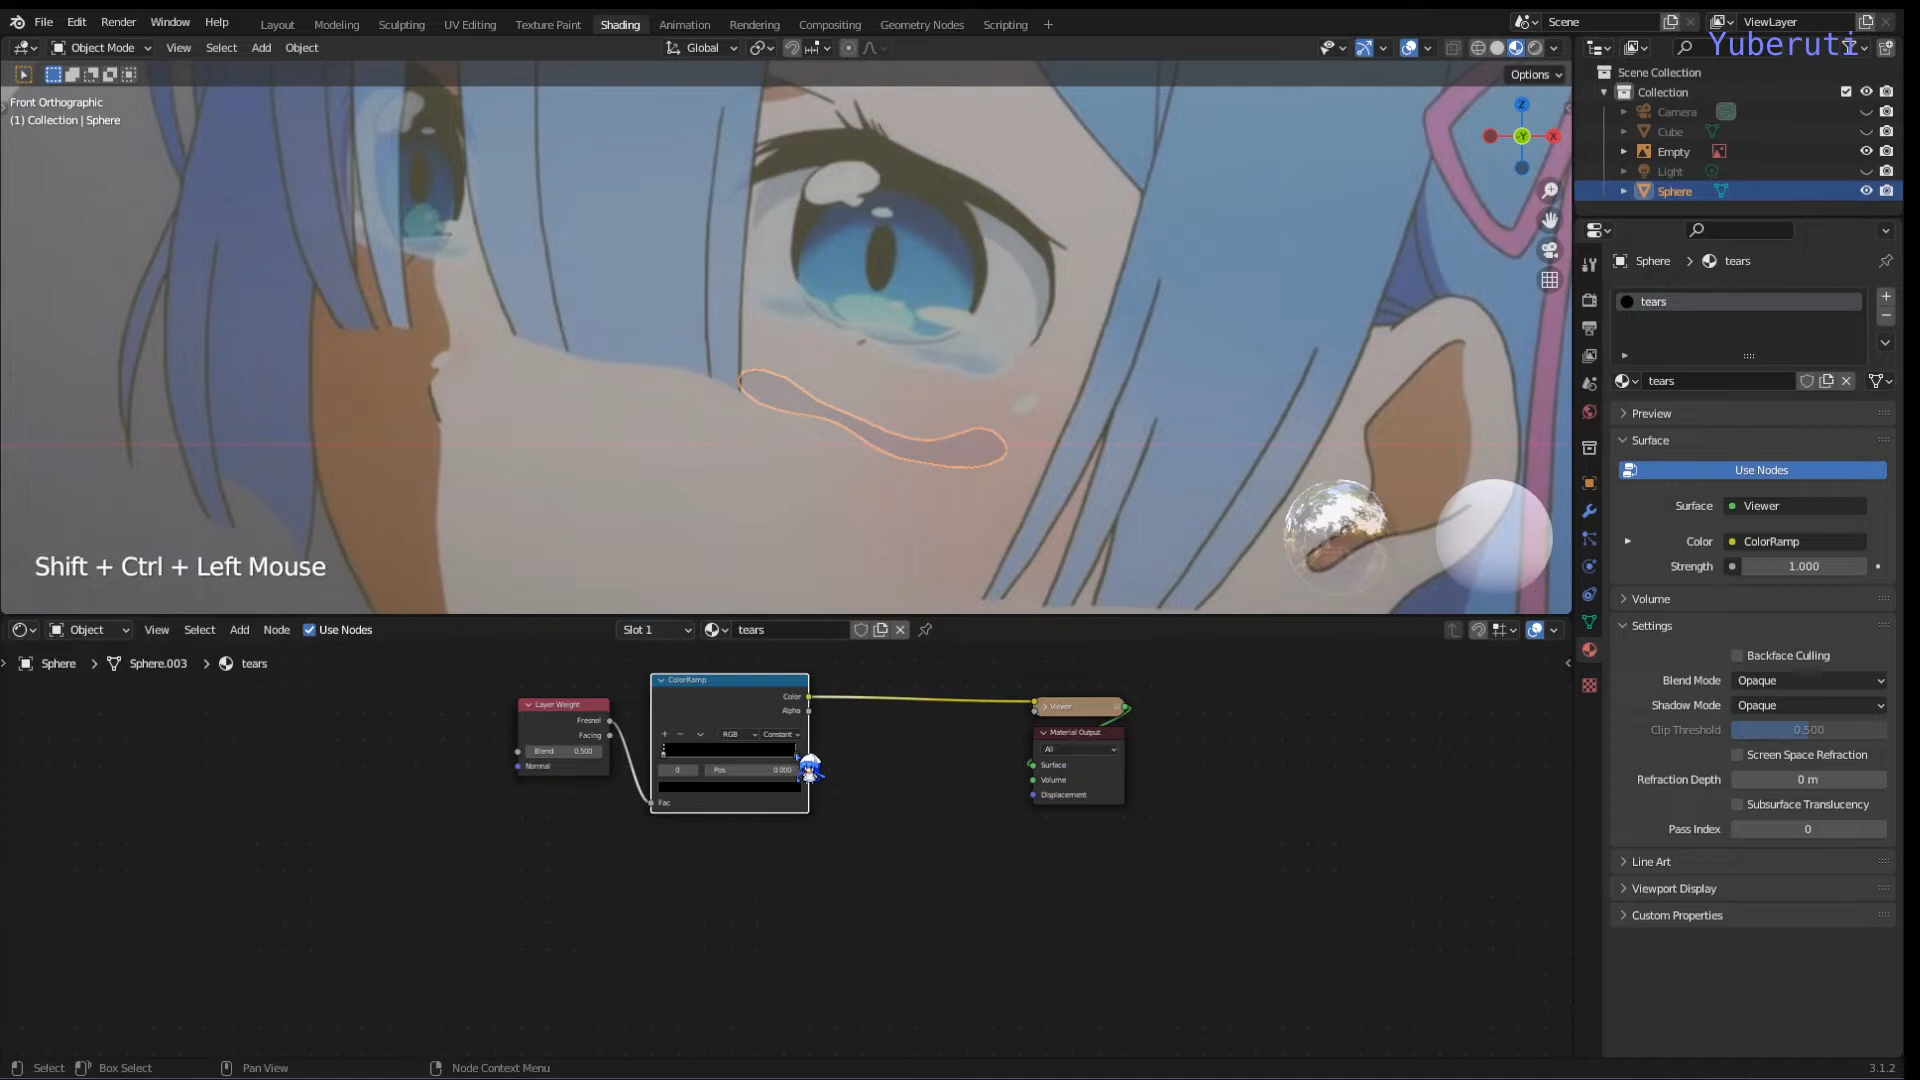 File Edit Render Window Help
Layout Modeling Sculpting UV Editing Texture Paint Shading Animation Rendering Compositing Geometry Nodes Scripting
Scene
ViewLayer
Yuberuti
Object Mode View Select Add Object
Global
Options
Front Orthographic
(1) Collection | Sphere
Z
X
-Y
Shift + Ctrl + Left Mouse
Scene Collection
Collection
Camera
Cube
Empty
Light
Sphere
Sphere > tears
tears
tears
Preview
Surface
Use Nodes
Surface Viewer
Color ColorRamp
Strength 1.000
Volume
Settings
Backface Culling
Blend Mode Opaque
Shadow Mode Opaque
Clip Threshold 0.500
Screen Space Refraction
Refraction Depth 0 m
Subsurface Translucency
Pass Index 0
Line Art
Viewport Display
Custom Properties
Object View Select Add Node Use Nodes Slot 1 tears
Sphere > Sphere.003 > tears
Layer Weight
Fresnel
Facing
Blend 0.500
Normal
ColorRamp
Color
Alpha
RGB Constant
0 Pos 0.000
Fac
Viewer
Material Output
All
Surface
Volume
Displacement
Select Box Select Pan View Node Context Menu
3.1.2